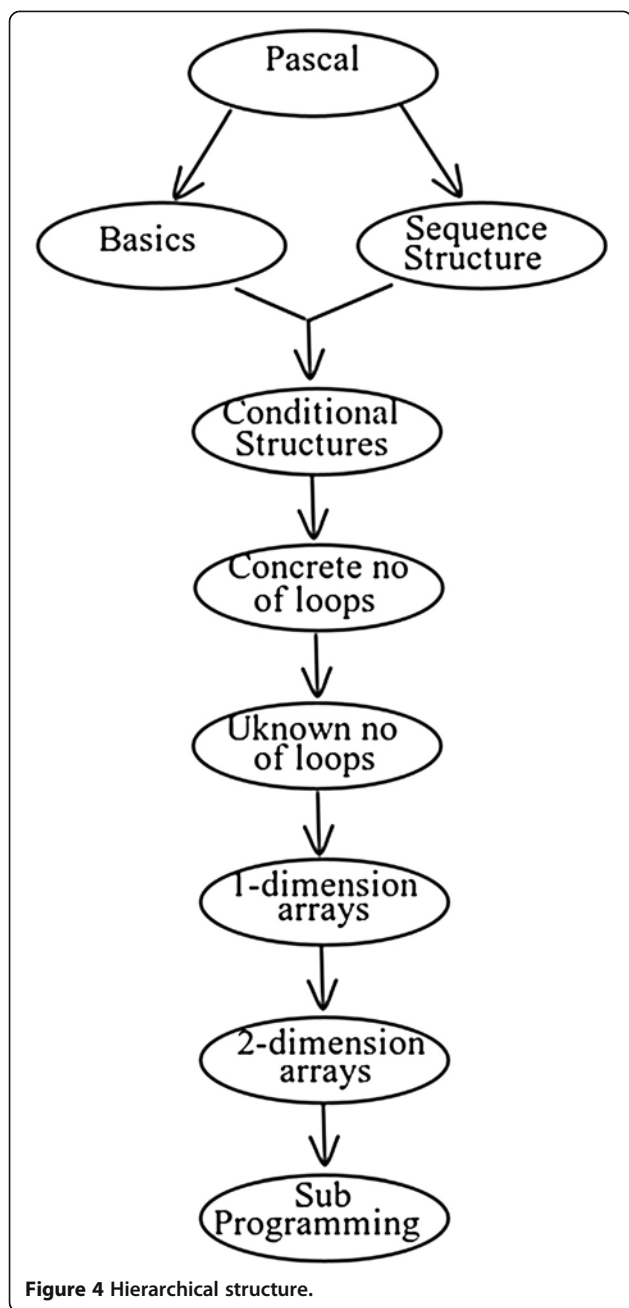 Pascal
Basics
Sequence
Structure
Conditional
Structures
Concrete no
of loops
Uknown no
of loops
1-dimension
arrays
2-dimension
arrays
Sub
Programming
Figure 4 Hierarchical structure.